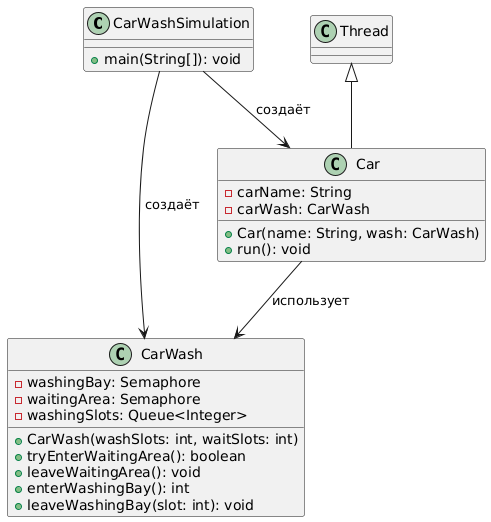 C CarWashSimulation
main(String[]): void
C Thread
создаёт
C Car
carName: String
carWash: CarWash
Car(name: String, wash: CarWash)
run(): void
создаёт
использует
C CarWash
washingBay: Semaphore
waitingArea: Semaphore
washingSlots: Queue<Integer>
CarWash(washSlots: int, waitSlots: int)
tryEnterWaitingArea(): boolean
leaveWaitingArea(): void
enterWashingBay(): int
leaveWashingBay(slot: int): void